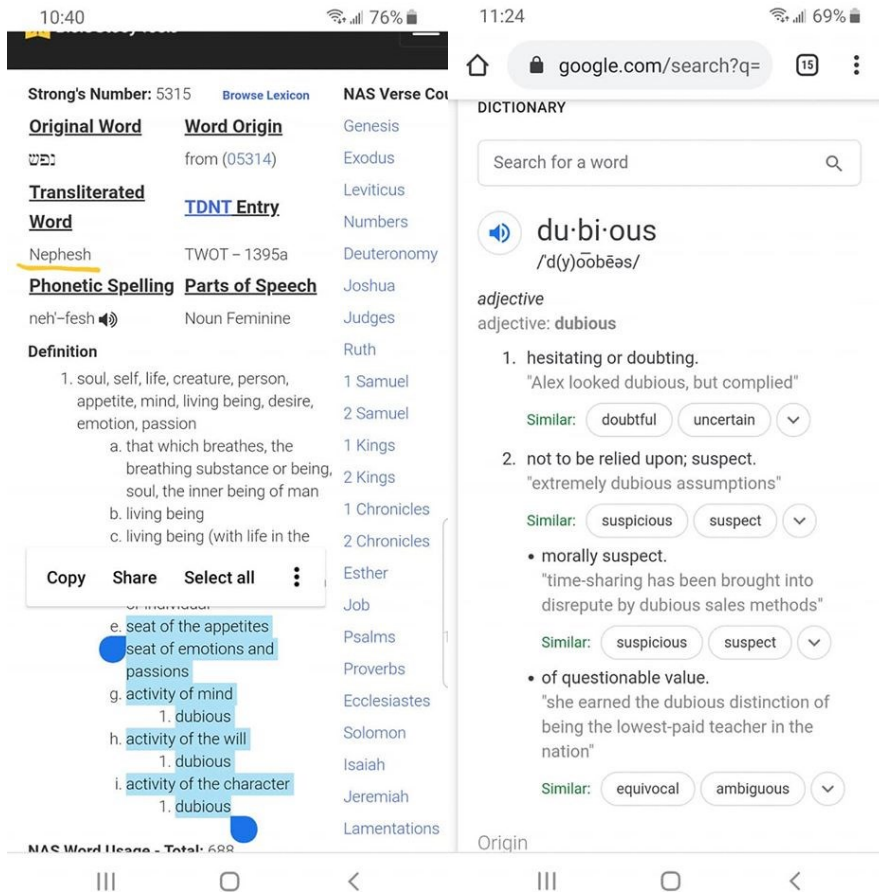 10:40
76%
Strong's Number: 5315 Browse Lexicon
Original Word Word Origin
נפש from (05314)
Transliterated Word TDNT Entry
Nephesh TWOT – 1395a
Phonetic Spelling Parts of Speech
neh'–fesh Noun Feminine
Definition
1. soul, self, life, creature, person,
appetite, mind, living being, desire,
emotion, passion
a. that which breathes, the
breathing substance or being,
soul, the inner being of man
b. living being
c. living being (with life in the
Copy Share Select all
or individual
e. seat of the appetites
seat of emotions and
passions
g. activity of mind
1. dubious
h. activity of the will
1. dubious
i. activity of the character
1. dubious
NAS Word Usage - Total: 688
NAS Verse Cou
Genesis
Exodus
Leviticus
Numbers
Deuteronomy
Joshua
Judges
Ruth
1 Samuel
2 Samuel
1 Kings
2 Kings
1 Chronicles
2 Chronicles
Esther
Job
Psalms
Proverbs
Ecclesiastes
Solomon
Isaiah
Jeremiah
Lamentations
11:24
69%
google.com/search?q=
15
DICTIONARY
Search for a word
du·bi·ous
/ˈd(y)o͞obēəs/
adjective
adjective: dubious
1. hesitating or doubting.
"Alex looked dubious, but complied"
Similar: doubtful uncertain
2. not to be relied upon; suspect.
"extremely dubious assumptions"
Similar: suspicious suspect
• morally suspect.
"time-sharing has been brought into
disrepute by dubious sales methods"
Similar: suspicious suspect
• of questionable value.
"she earned the dubious distinction of
being the lowest-paid teacher in the
nation"
Similar: equivocal ambiguous
Origin